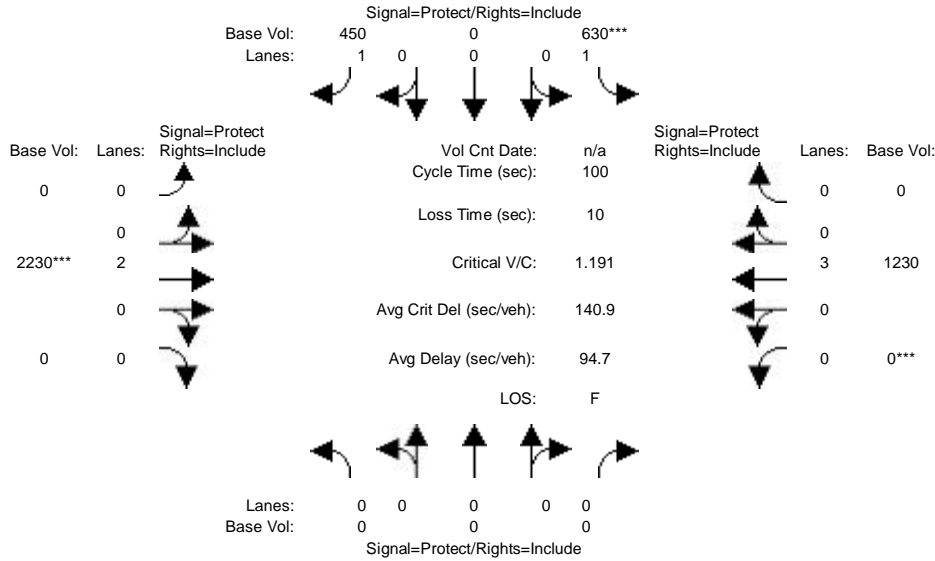 Signal=Protect/Rights=Include
Base Vol: 450 0 630***
Lanes: 1 0 0 0 1
Signal=Protect Signal=Protect
Base Vol: Lanes: Rights=Include Vol Cnt Date: n/a Rights=Include Lanes: Base Vol:
Cycle Time (sec): 100
0 0 0 0
Loss Time (sec): 10
0 0
2230*** 2 Critical V/C: 1.191 3 1230
0 Avg Crit Del (sec/veh): 140.9 0
0 0 Avg Delay (sec/veh): 94.7 0 0***
LOS: F
Lanes: 0 0 0 0 0
Base Vol: 0 0 0
Signal=Protect/Rights=Include